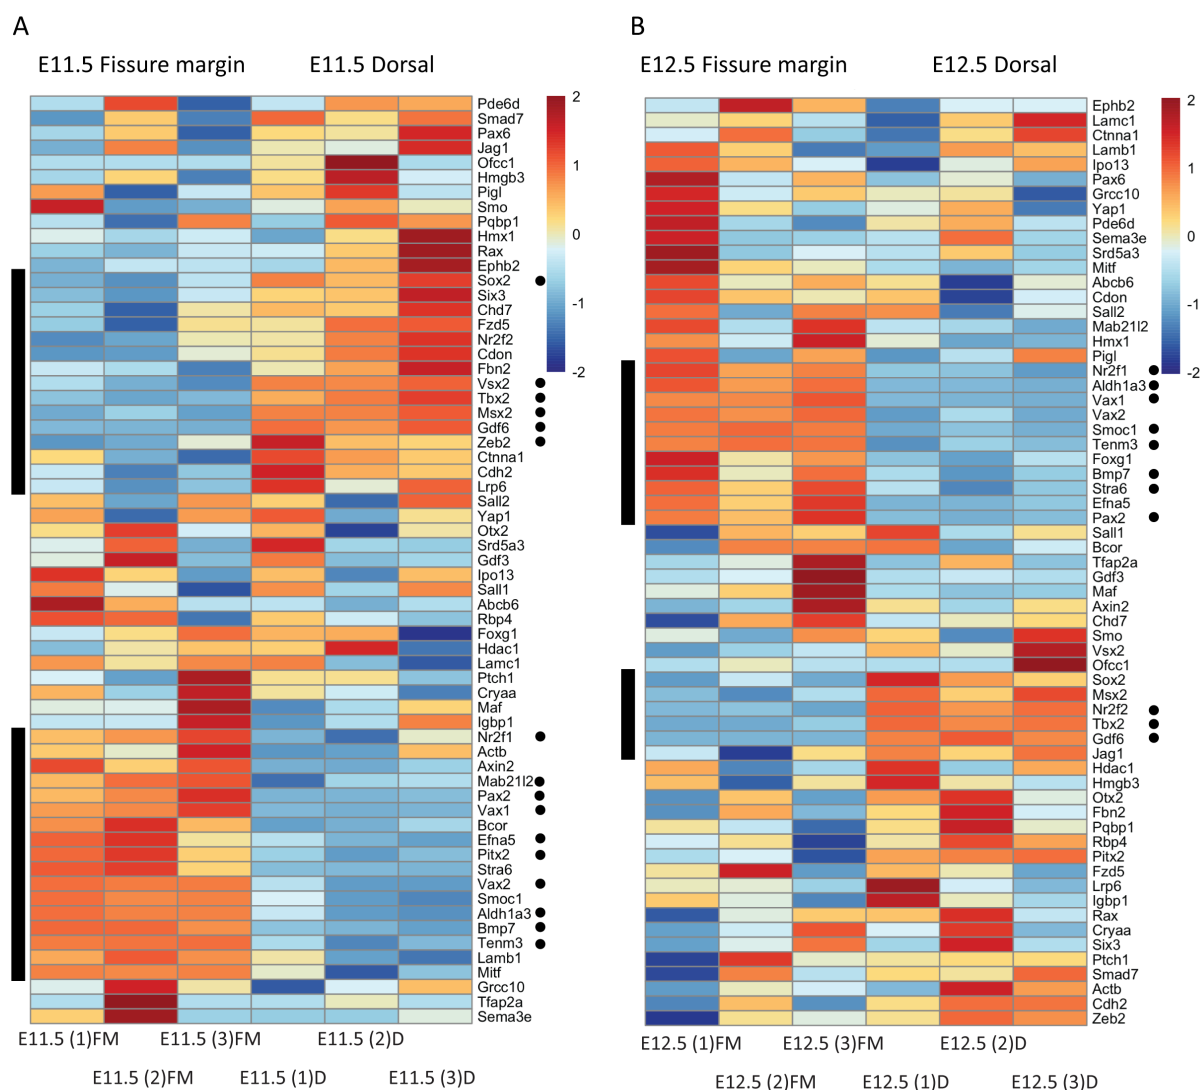 A
E11.5 Fissure margin
E11.5 Dorsal
Pde6d
Smad7
Pax6
Jag1
Ofcc1
Hmgb3
Pigl
Smo
Pqbp1
Hmx1
Rax
Ephb2
Sox2
Six3
Chd7
Fzd5
Nr2f2
Cdon
Fbn2
Vsx2
Tbx2
Msx2
Gdf6
Zeb2
Ctnna1
Cdh2
Lrp6
Sall2
Yap1
Otx2
Srd5a3
Gdf3
Ipo13
Sall1
Abcb6
Rbp4
Foxg1
Hdac1
Lamc1
Ptch1
Cryaa
Maf
Igbp1
Nr2f1
Actb
Axin2
Mab21l2
Pax2
Vax1
Bcor
Efna5
Pitx2
Stra6
Vax2
Smoc1
Aldh1a3
Bmp7
Tenm3
Lamb1
Mitf
Grcc10
Tfap2a
Sema3e
2
1
0
-1
-2
E11.5 (1)FM
E11.5 (2)FM
E11.5 (3)FM
E11.5 (1)D
E11.5 (2)D
E11.5 (3)D
B
E12.5 Fissure margin
E12.5 Dorsal
Ephb2
Lamc1
Ctnna1
Lamb1
Ipo13
Pax6
Grcc10
Yap1
Pde6d
Sema3e
Srd5a3
Mitf
Abcb6
Cdon
Sall2
Mab21l2
Hmx1
Pigl
Nr2f1
Aldh1a3
Vax1
Vax2
Smoc1
Tenm3
Foxg1
Bmp7
Stra6
Efna5
Pax2
Sall1
Bcor
Tfap2a
Gdf3
Maf
Axin2
Chd7
Smo
Vsx2
Ofcc1
Sox2
Msx2
Nr2f2
Tbx2
Gdf6
Jag1
Hdac1
Hmgb3
Otx2
Fbn2
Pqbp1
Rbp4
Pitx2
Fzd5
Lrp6
Igbp1
Rax
Cryaa
Six3
Ptch1
Smad7
Actb
Cdh2
Zeb2
2
1
0
-1
-2
E12.5 (1)FM
E12.5 (2)FM
E12.5 (3)FM
E12.5 (1)D
E12.5 (2)D
E12.5 (3)D